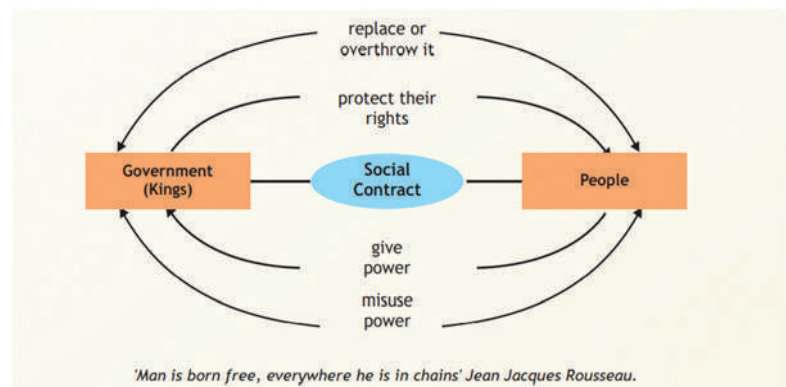 replace or
overthrow it
protect their
rights
Government
(Kings)
Social
Contract
People
give
power
misuse
power
'Man is born free, everywhere he is in chains' Jean Jacques Rousseau.